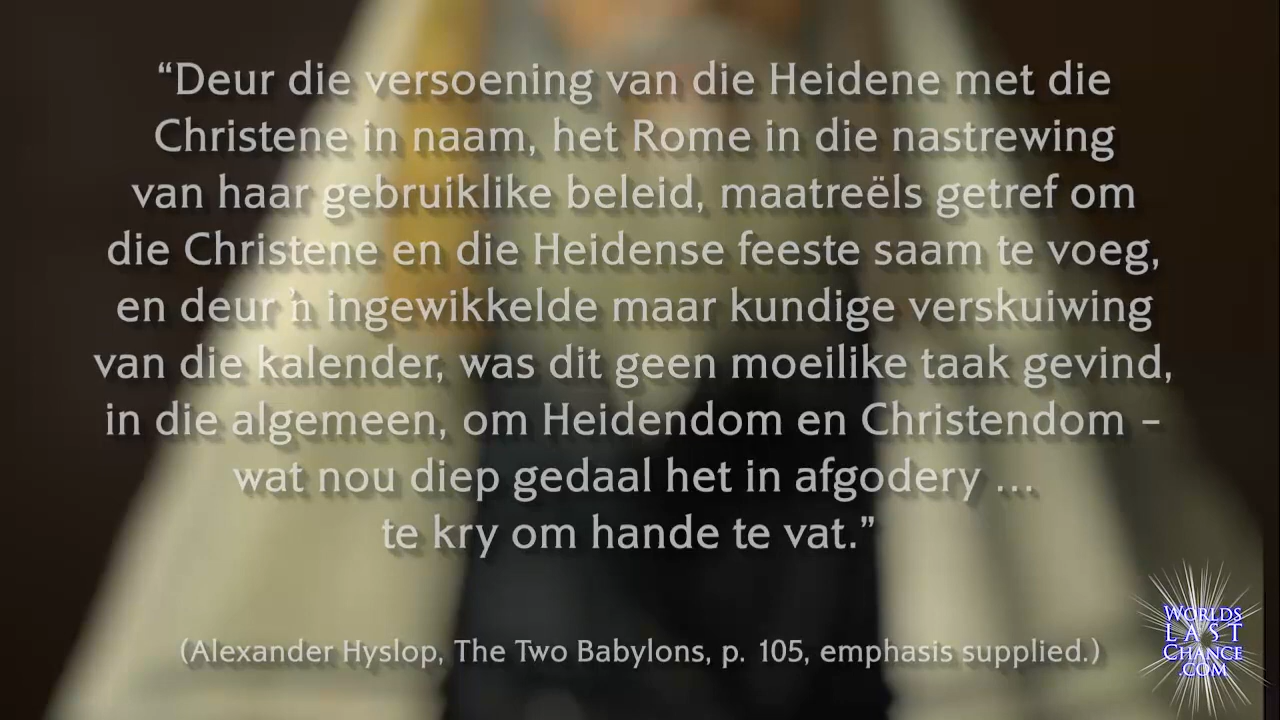 “Deur die versoening van die Heidene met die
Christene in naam, het Rome in die nastrewing
van haar gebruiklike beleid, maatreëls getref om
die Christene en die Heidense feeste saam te voeg,
en deur ŉ ingewikkelde maar kundige verskuiwing
van die kalender, was dit geen moeilike taak gevind,
in die algemeen, om Heidendom en Christendom –
wat nou diep gedaal het in afgodery ...
te kry om hande te vat.”
(Alexander Hyslop, The Two Babylons, p. 105, emphasis supplied.)
WORLDS
LAST
CHANCE
.COM